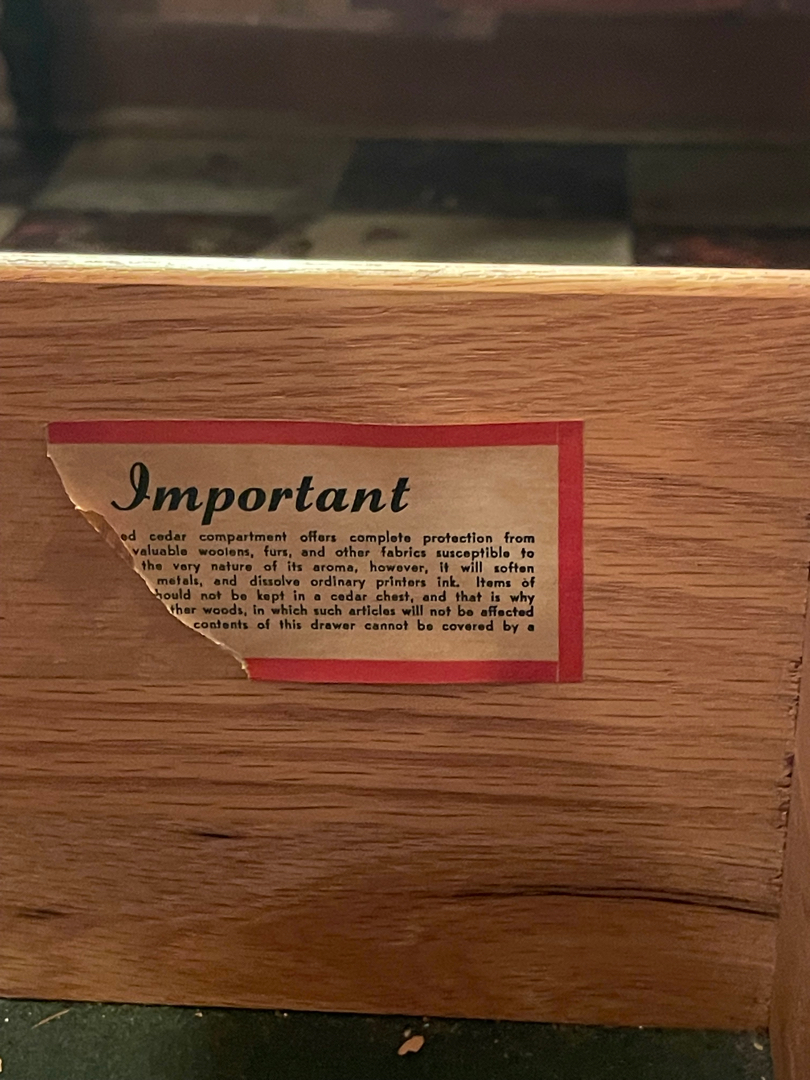 Important
ed cedar compartment offers complete protection from
valuable woolens, furs, and other fabrics susceptible to
the very nature of its aroma, however, it will soften
metals, and dissolve ordinary printers ink. Items of
hould not be kept in a cedar chest, and that is why
ther woods, in which such articles will not be affected
contents of this drawer cannot be covered by a